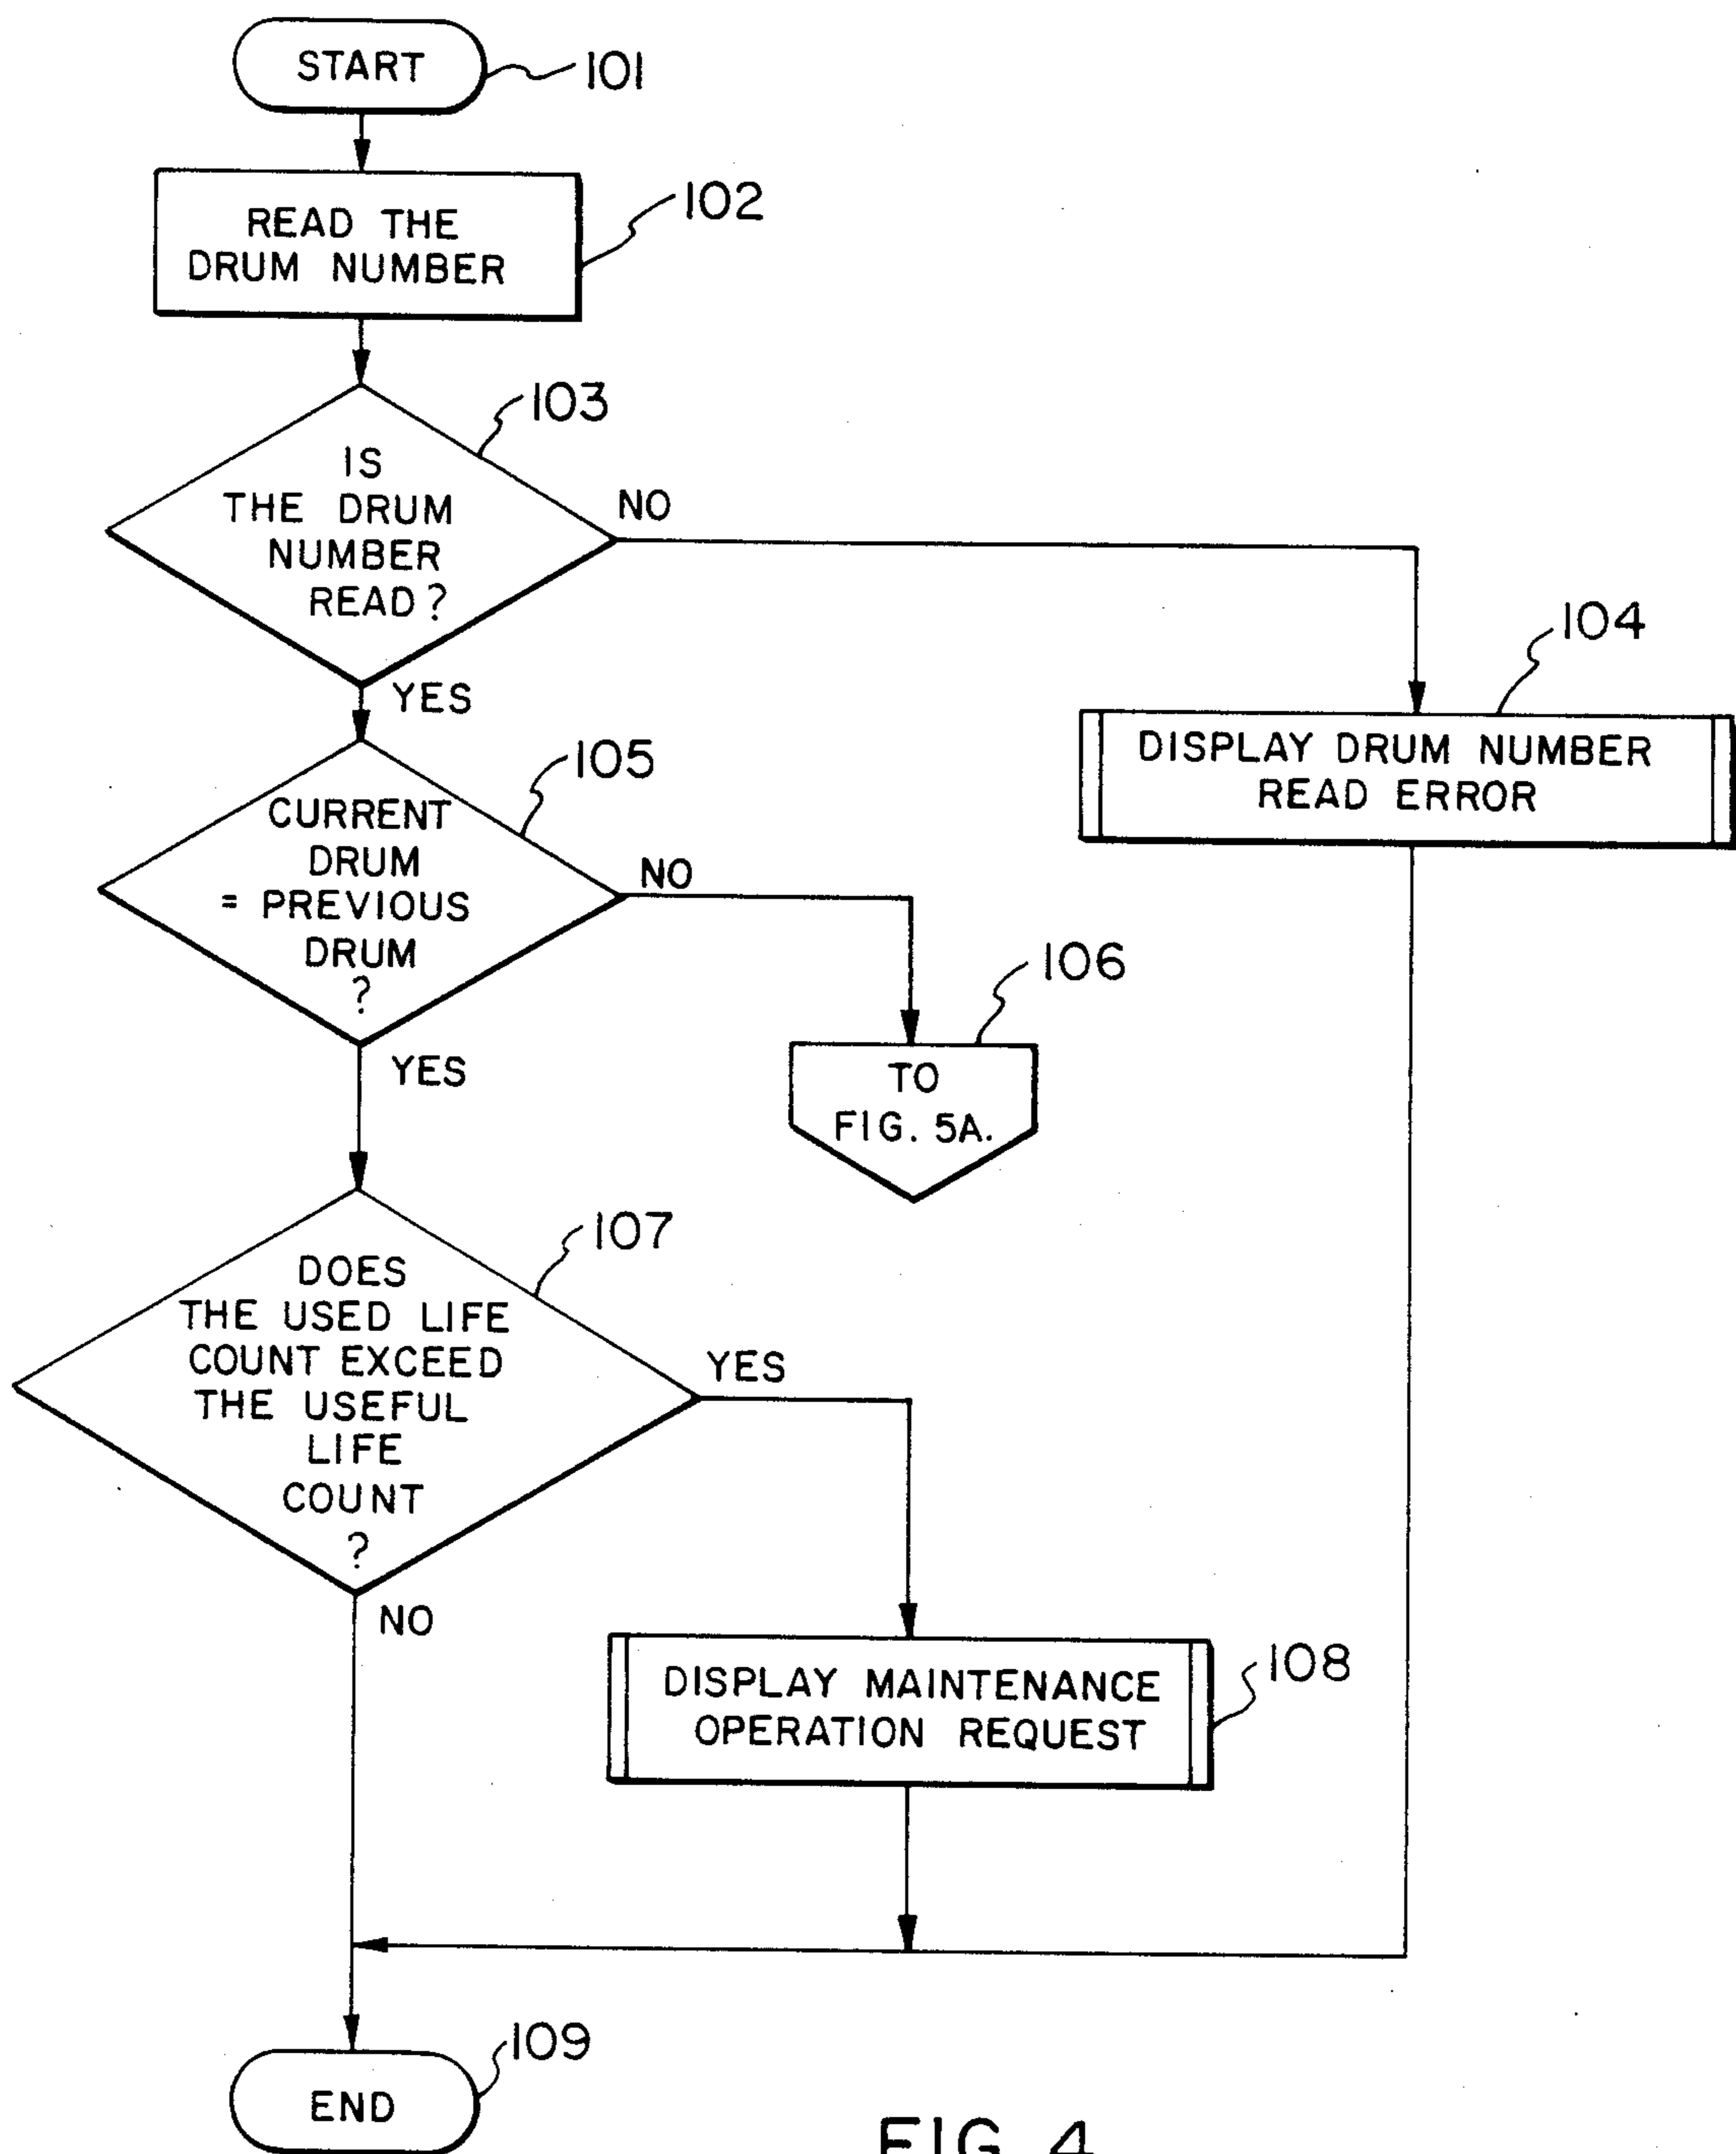 START
101
READ THE
DRUM NUMBER
102
103
IS
THE DRUM
NUMBER
READ?
NO
YES
104
DISPLAY DRUM NUMBER
READ ERROR
105
CURRENT
DRUM
= PREVIOUS
DRUM
?
NO
YES
106
TO
FIG. 5A.
107
DOES
THE USED LIFE
COUNT EXCEED
THE USEFUL
LIFE
COUNT
?
YES
NO
DISPLAY MAINTENANCE
OPERATION REQUEST
108
109
END
FIG. 4